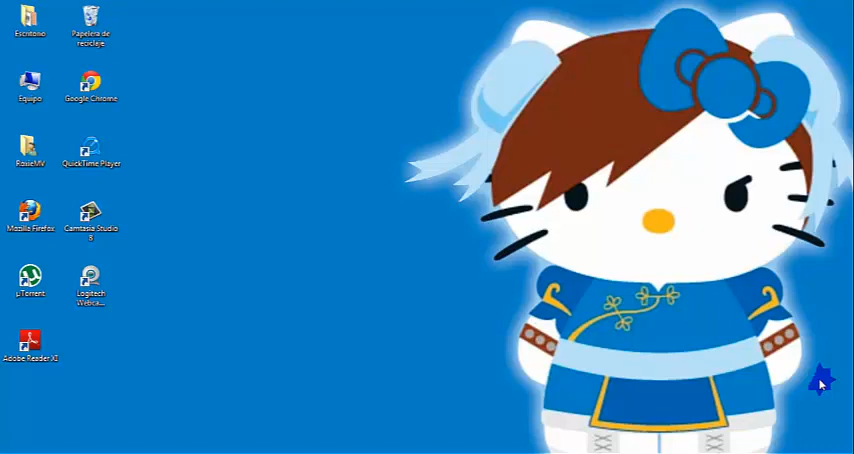 Escritorio
Papelera de
reciclaje
Equipo
Google Chrome
RoxieMV
QuickTime Player
Mozilla Firefox
Camtasia Studio
8
µTorrent
Logitech
Webca...
Adobe Reader XI